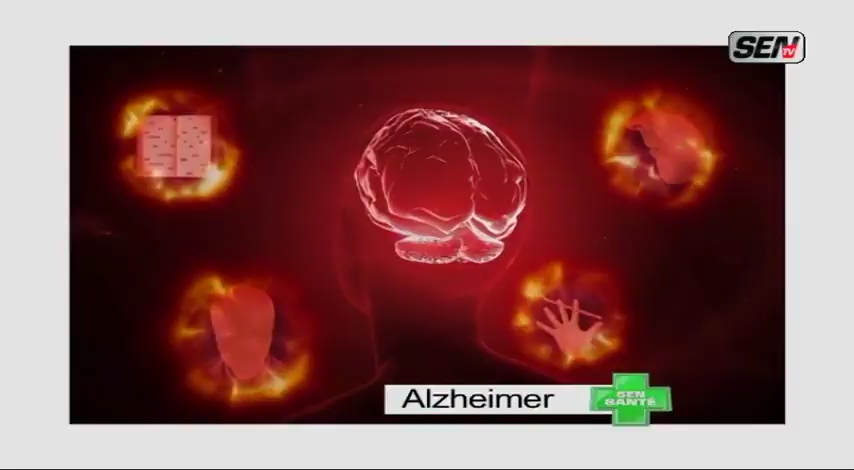 SEN
TV
Alzheimer
SEN
SANTÉ